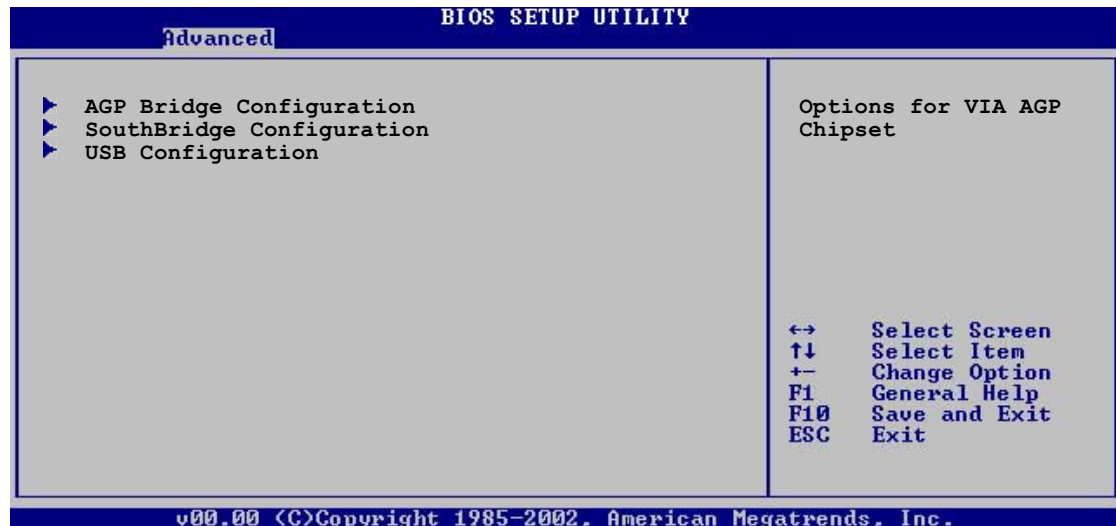 BIOS SETUP UTILITY
Advanced
AGP Bridge Configuration
SouthBridge Configuration
USB Configuration
Options for VIA AGP
Chipset
←→ Select Screen
↑↓ Select Item
+- Change Option
F1 General Help
F10 Save and Exit
ESC Exit
v00.00 (C)Copyright 1985-2002, American Megatrends, Inc.